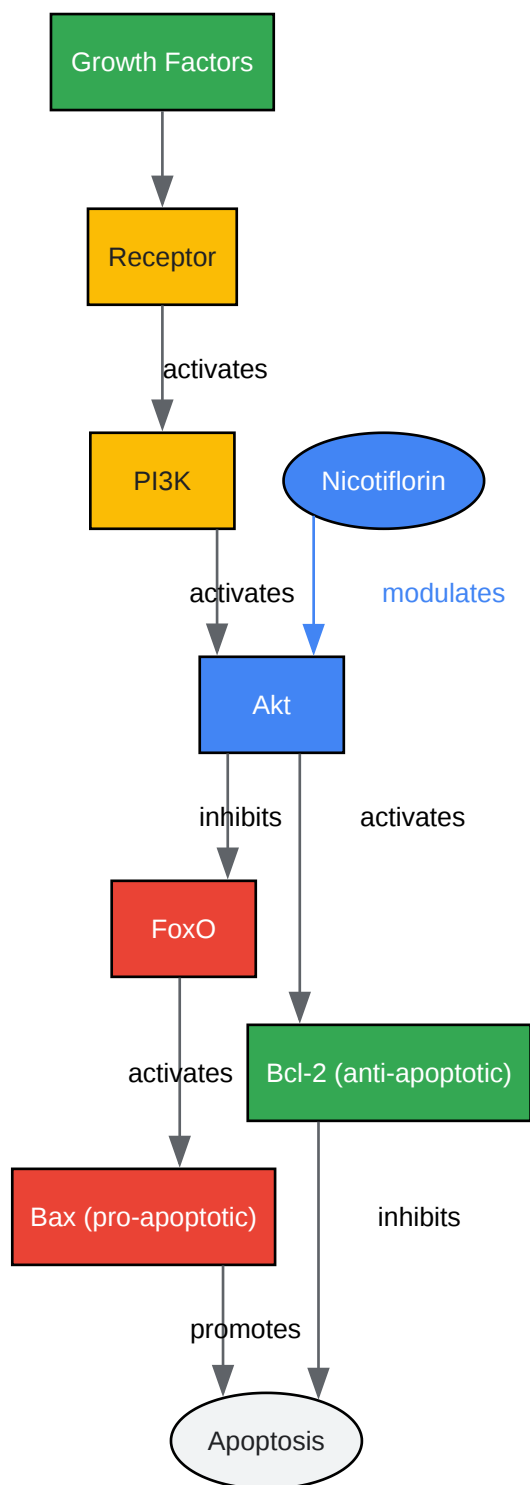 Growth Factors
Receptor
activates
PI3K
Nicotiflorin
activates
modulates
Akt
inhibits
activates
FoxO
activates
Bcl-2 (anti-apoptotic)
Bax (pro-apoptotic)
inhibits
promotes
Apoptosis